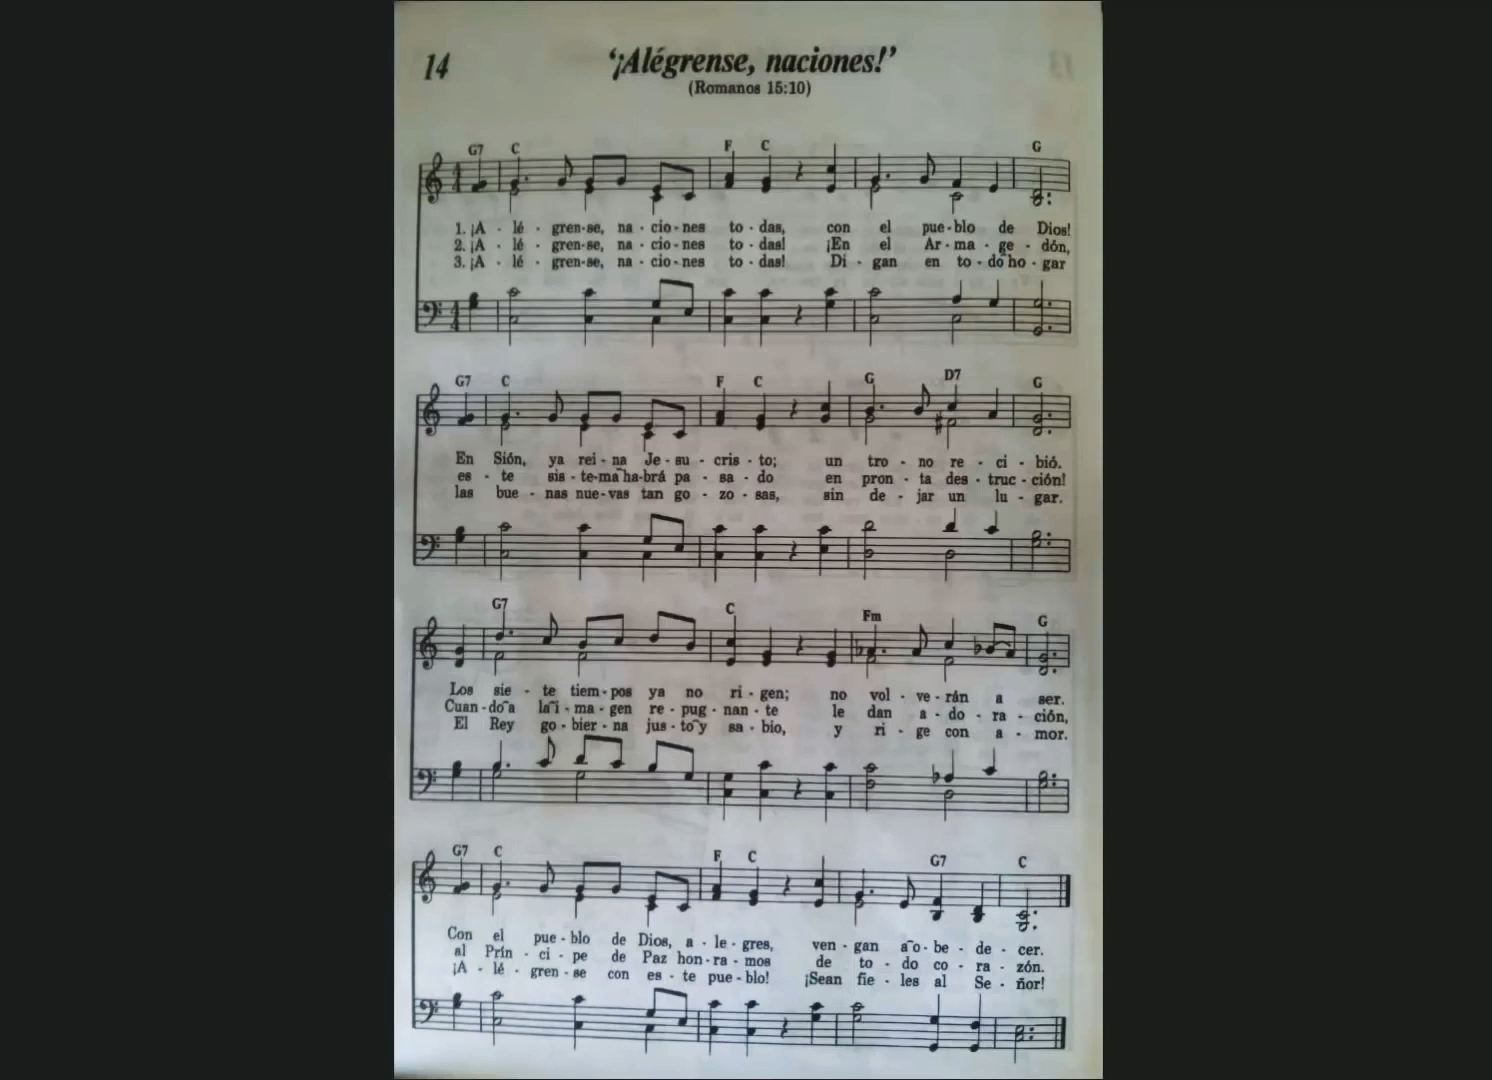 14
‘¡Alégrense, naciones!’
(Romanos 15:10)
G7 C F C G
1. ¡A - lé - gren-se, na - cio - nes to - das, con el pue - blo de Dios!
2. ¡A - lé - gren-se, na - cio - nes to - das! ¡En el Ar - ma - ge - dón,
3. ¡A - lé - gren-se, na - cio - nes to - das! Di - gan en to - do ho - gar
G7 C F C G D7 G
En Sión, ya rei - na Je - su - cris - to; un tro - no re - ci - bió.
es - te sis - te-ma ha-brá pa - sa - do en pron - ta des - truc - ción!
las bue - nas nue-vas tan go - zo - sas, sin de - jar un lu - gar.
G7 C Fm G
Los sie - te tiem - pos ya no ri - gen; no vol - ve - rán a ser.
Cuan - do a la i - ma - gen re - pug - nan - te le dan a - do - ra - ción,
El Rey go - bier - na jus - to y sa - bio, y ri - ge con a - mor.
G7 C F C G7 C
Con el pue - blo de Dios, a - le - gres, ven - gan a o - be - de - cer.
al Prín - ci - pe de Paz hon - ra - mos de to - do co - ra - zón.
¡A - lé - gren - se con es - te pue - blo! ¡Sean fie - les al Se - ñor!